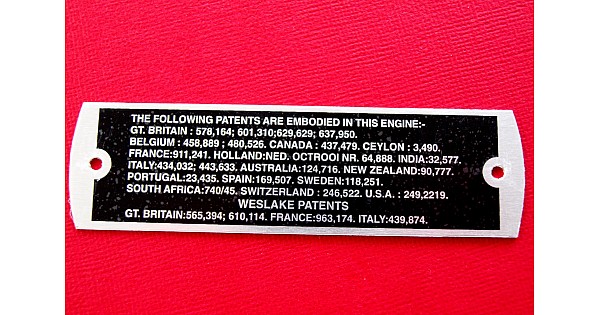 THE FOLLOWING PATENTS ARE EMBODIED IN THIS ENGINE:-
GT. BRITAIN : 578,164; 601,310;629,629; 637,950.
BELGIUM : 458,889 ; 480,526. CANADA : 437,479. CEYLON : 3,490.
FRANCE:911,241. HOLLAND:NED. OCTROOI NR. 64,888. INDIA:32,577.
ITALY:434,032; 443,633. AUSTRALIA:124,716. NEW ZEALAND:90,777.
PORTUGAL:23,435. SPAIN:169,507. SWEDEN:118,251.
SOUTH AFRICA:740/45. SWITZERLAND : 246,522. U.S.A. : 249,2219.
WESLAKE PATENTS
GT. BRITAIN:565,394; 610,114. FRANCE:963,174. ITALY:439,874.